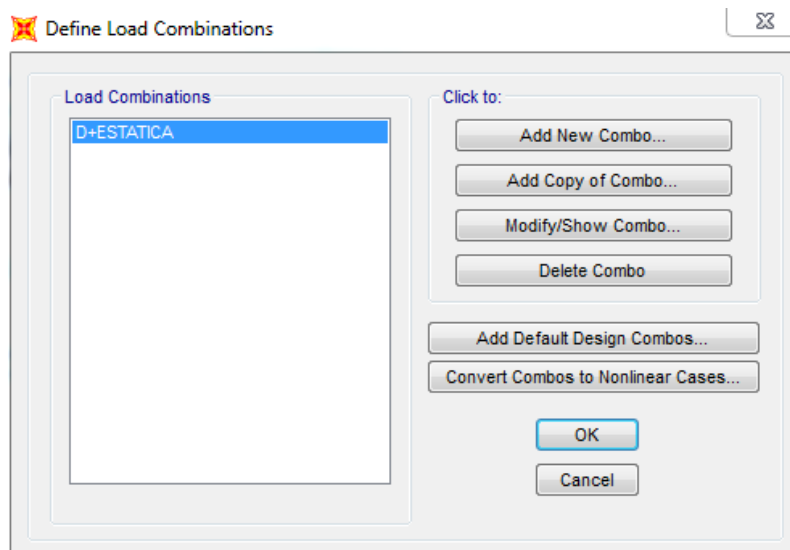 Define Load Combinations
Load Combinations
D+ESTATICA
Click to:
Add New Combo...
Add Copy of Combo...
Modify/Show Combo...
Delete Combo
Add Default Design Combos...
Convert Combos to Nonlinear Cases...
OK
Cancel